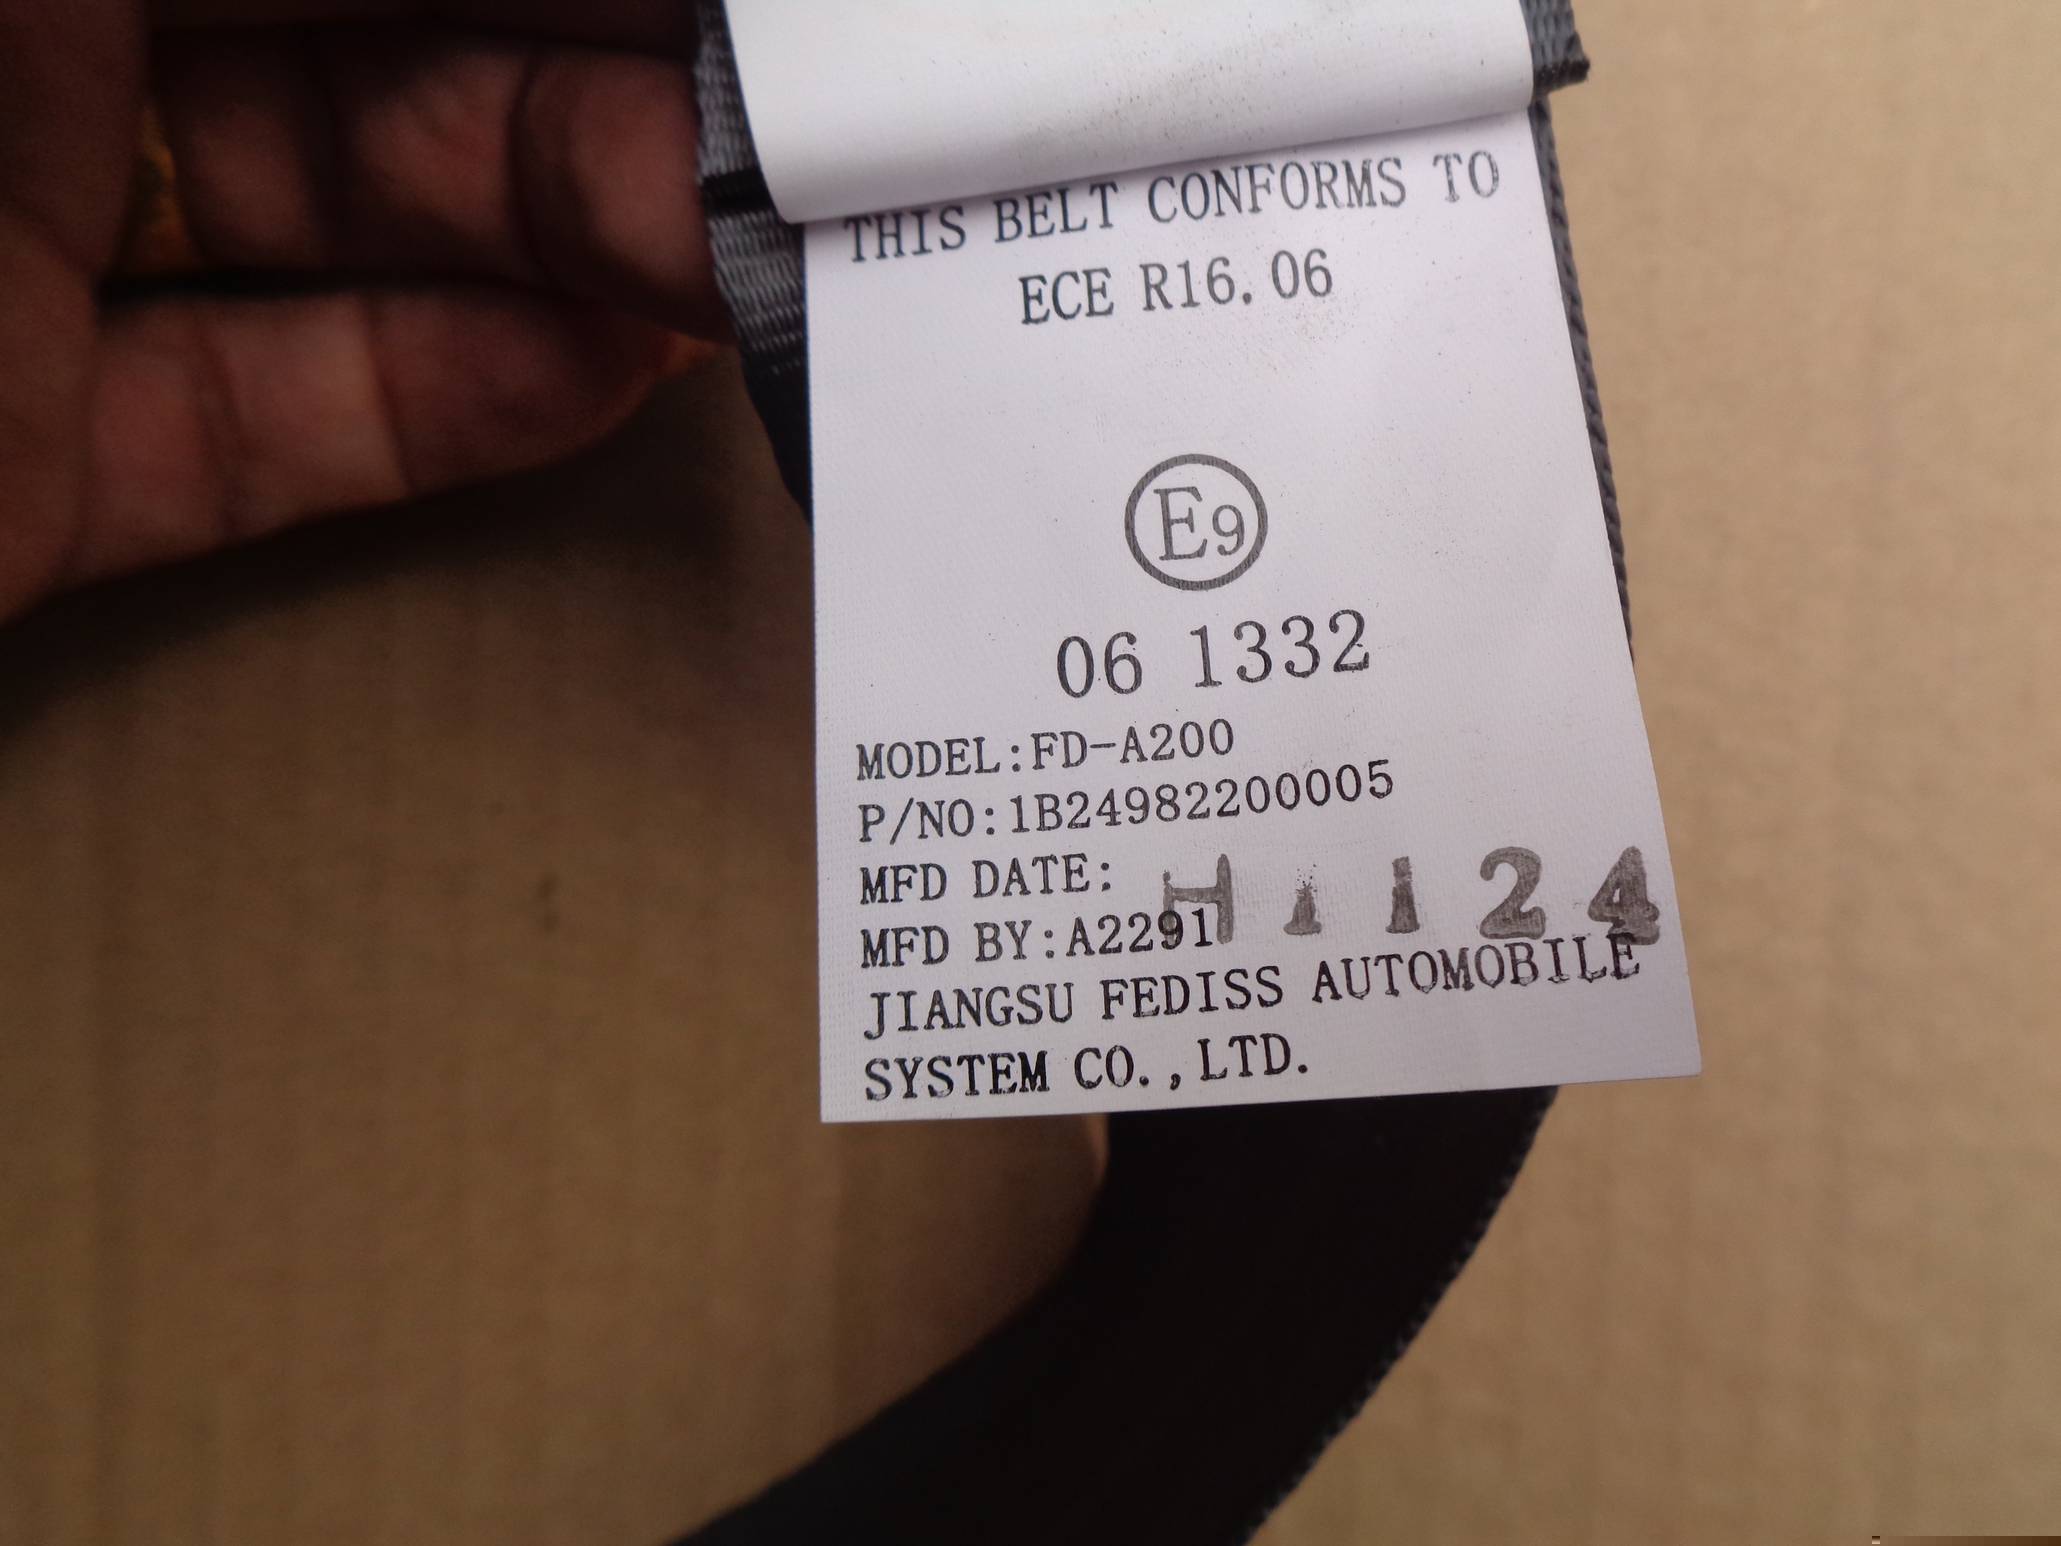 THIS BELT CONFORMS TO
ECE R16.06
E9
06 1332
MODEL:FD-A200
P/NO:1B24982200005
MFD DATE: H1124
MFD BY:A2291
JIANGSU FEDISS AUTOMOBILE
SYSTEM CO.,LTD.